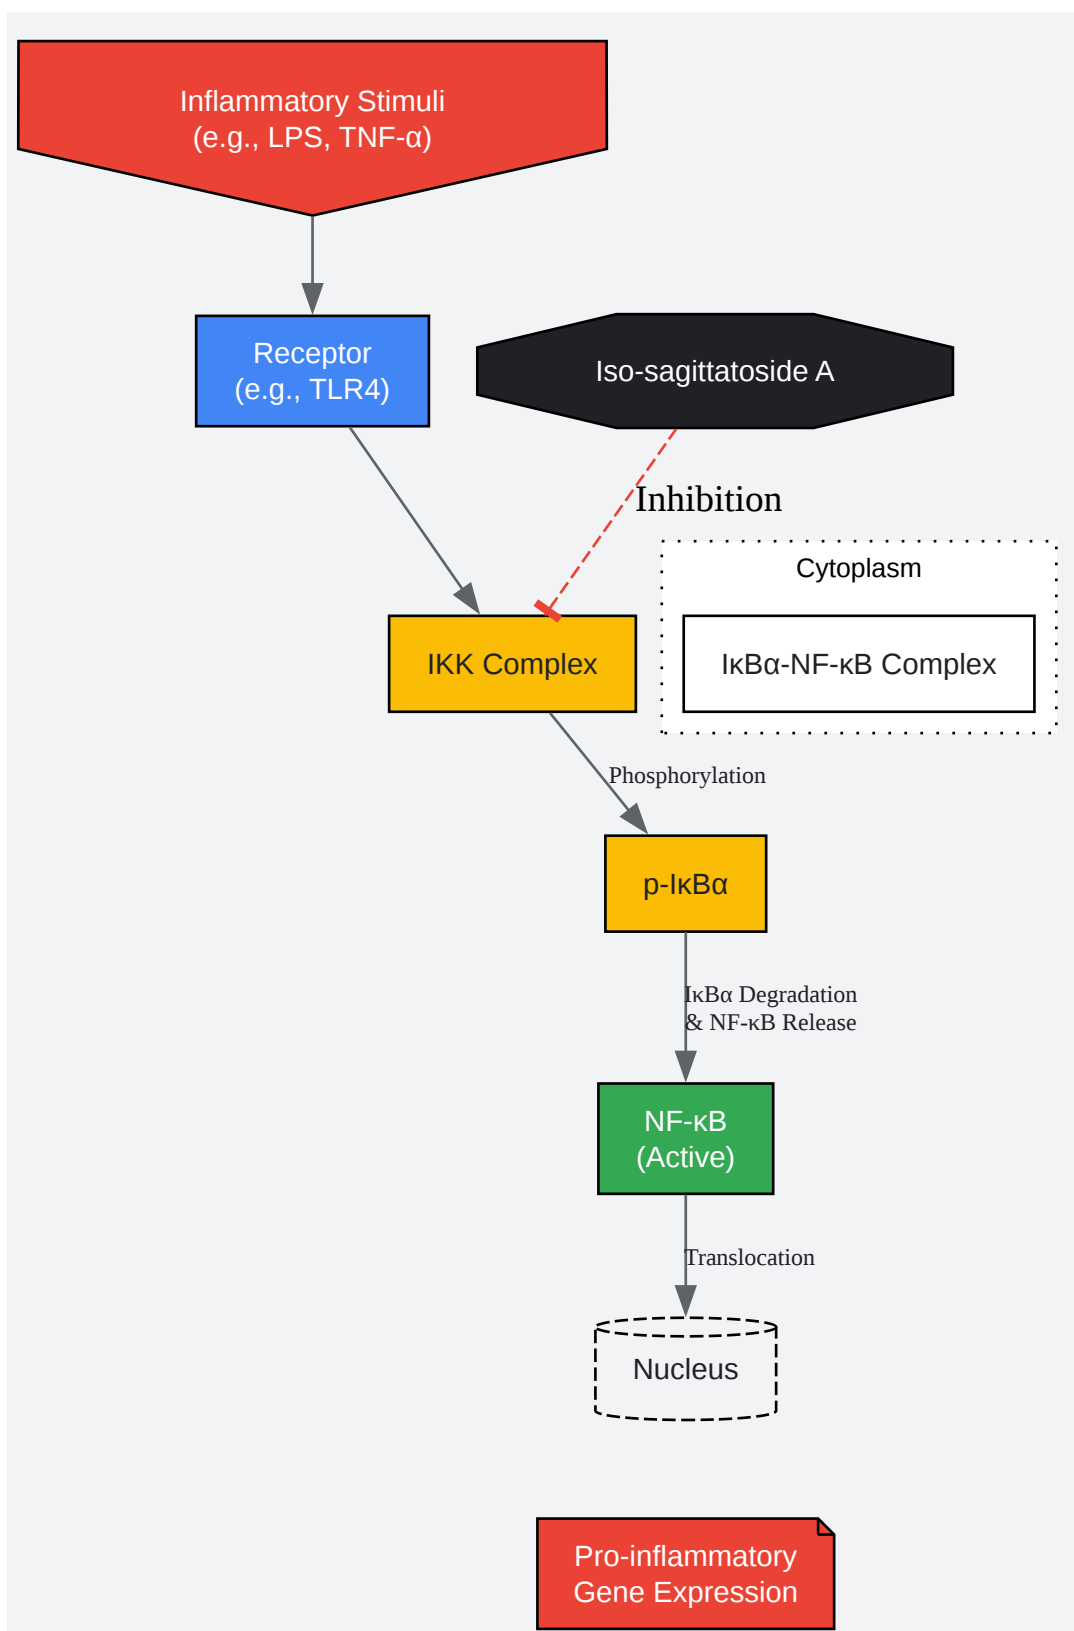 Inflammatory Stimuli
(e.g., LPS, TNF-α)
Receptor
(e.g., TLR4)
Iso-sagittatoside A
Inhibition
Cytoplasm
IKK Complex
IκBα-NF-κB Complex
Phosphorylation
p-IκBα
IκBα Degradation
& NF-κB Release
NF-κB
(Active)
Translocation
Nucleus
Pro-inflammatory
Gene Expression